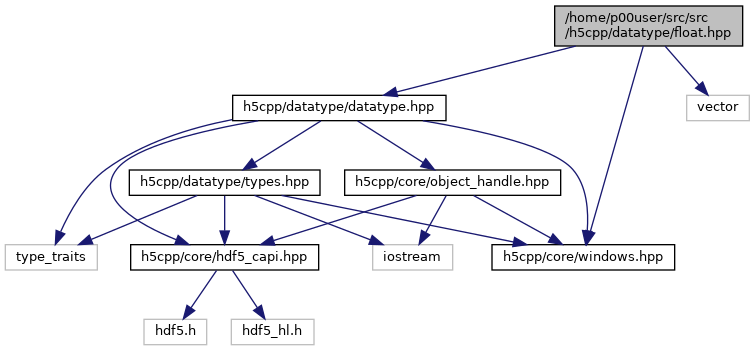 /home/p00user/src/src
/h5cpp/datatype/float.hpp
h5cpp/datatype/datatype.hpp
vector
h5cpp/datatype/types.hpp
h5cpp/core/object_handle.hpp
type_traits
h5cpp/core/hdf5_capi.hpp
iostream
h5cpp/core/windows.hpp
hdf5.h
hdf5_hl.h